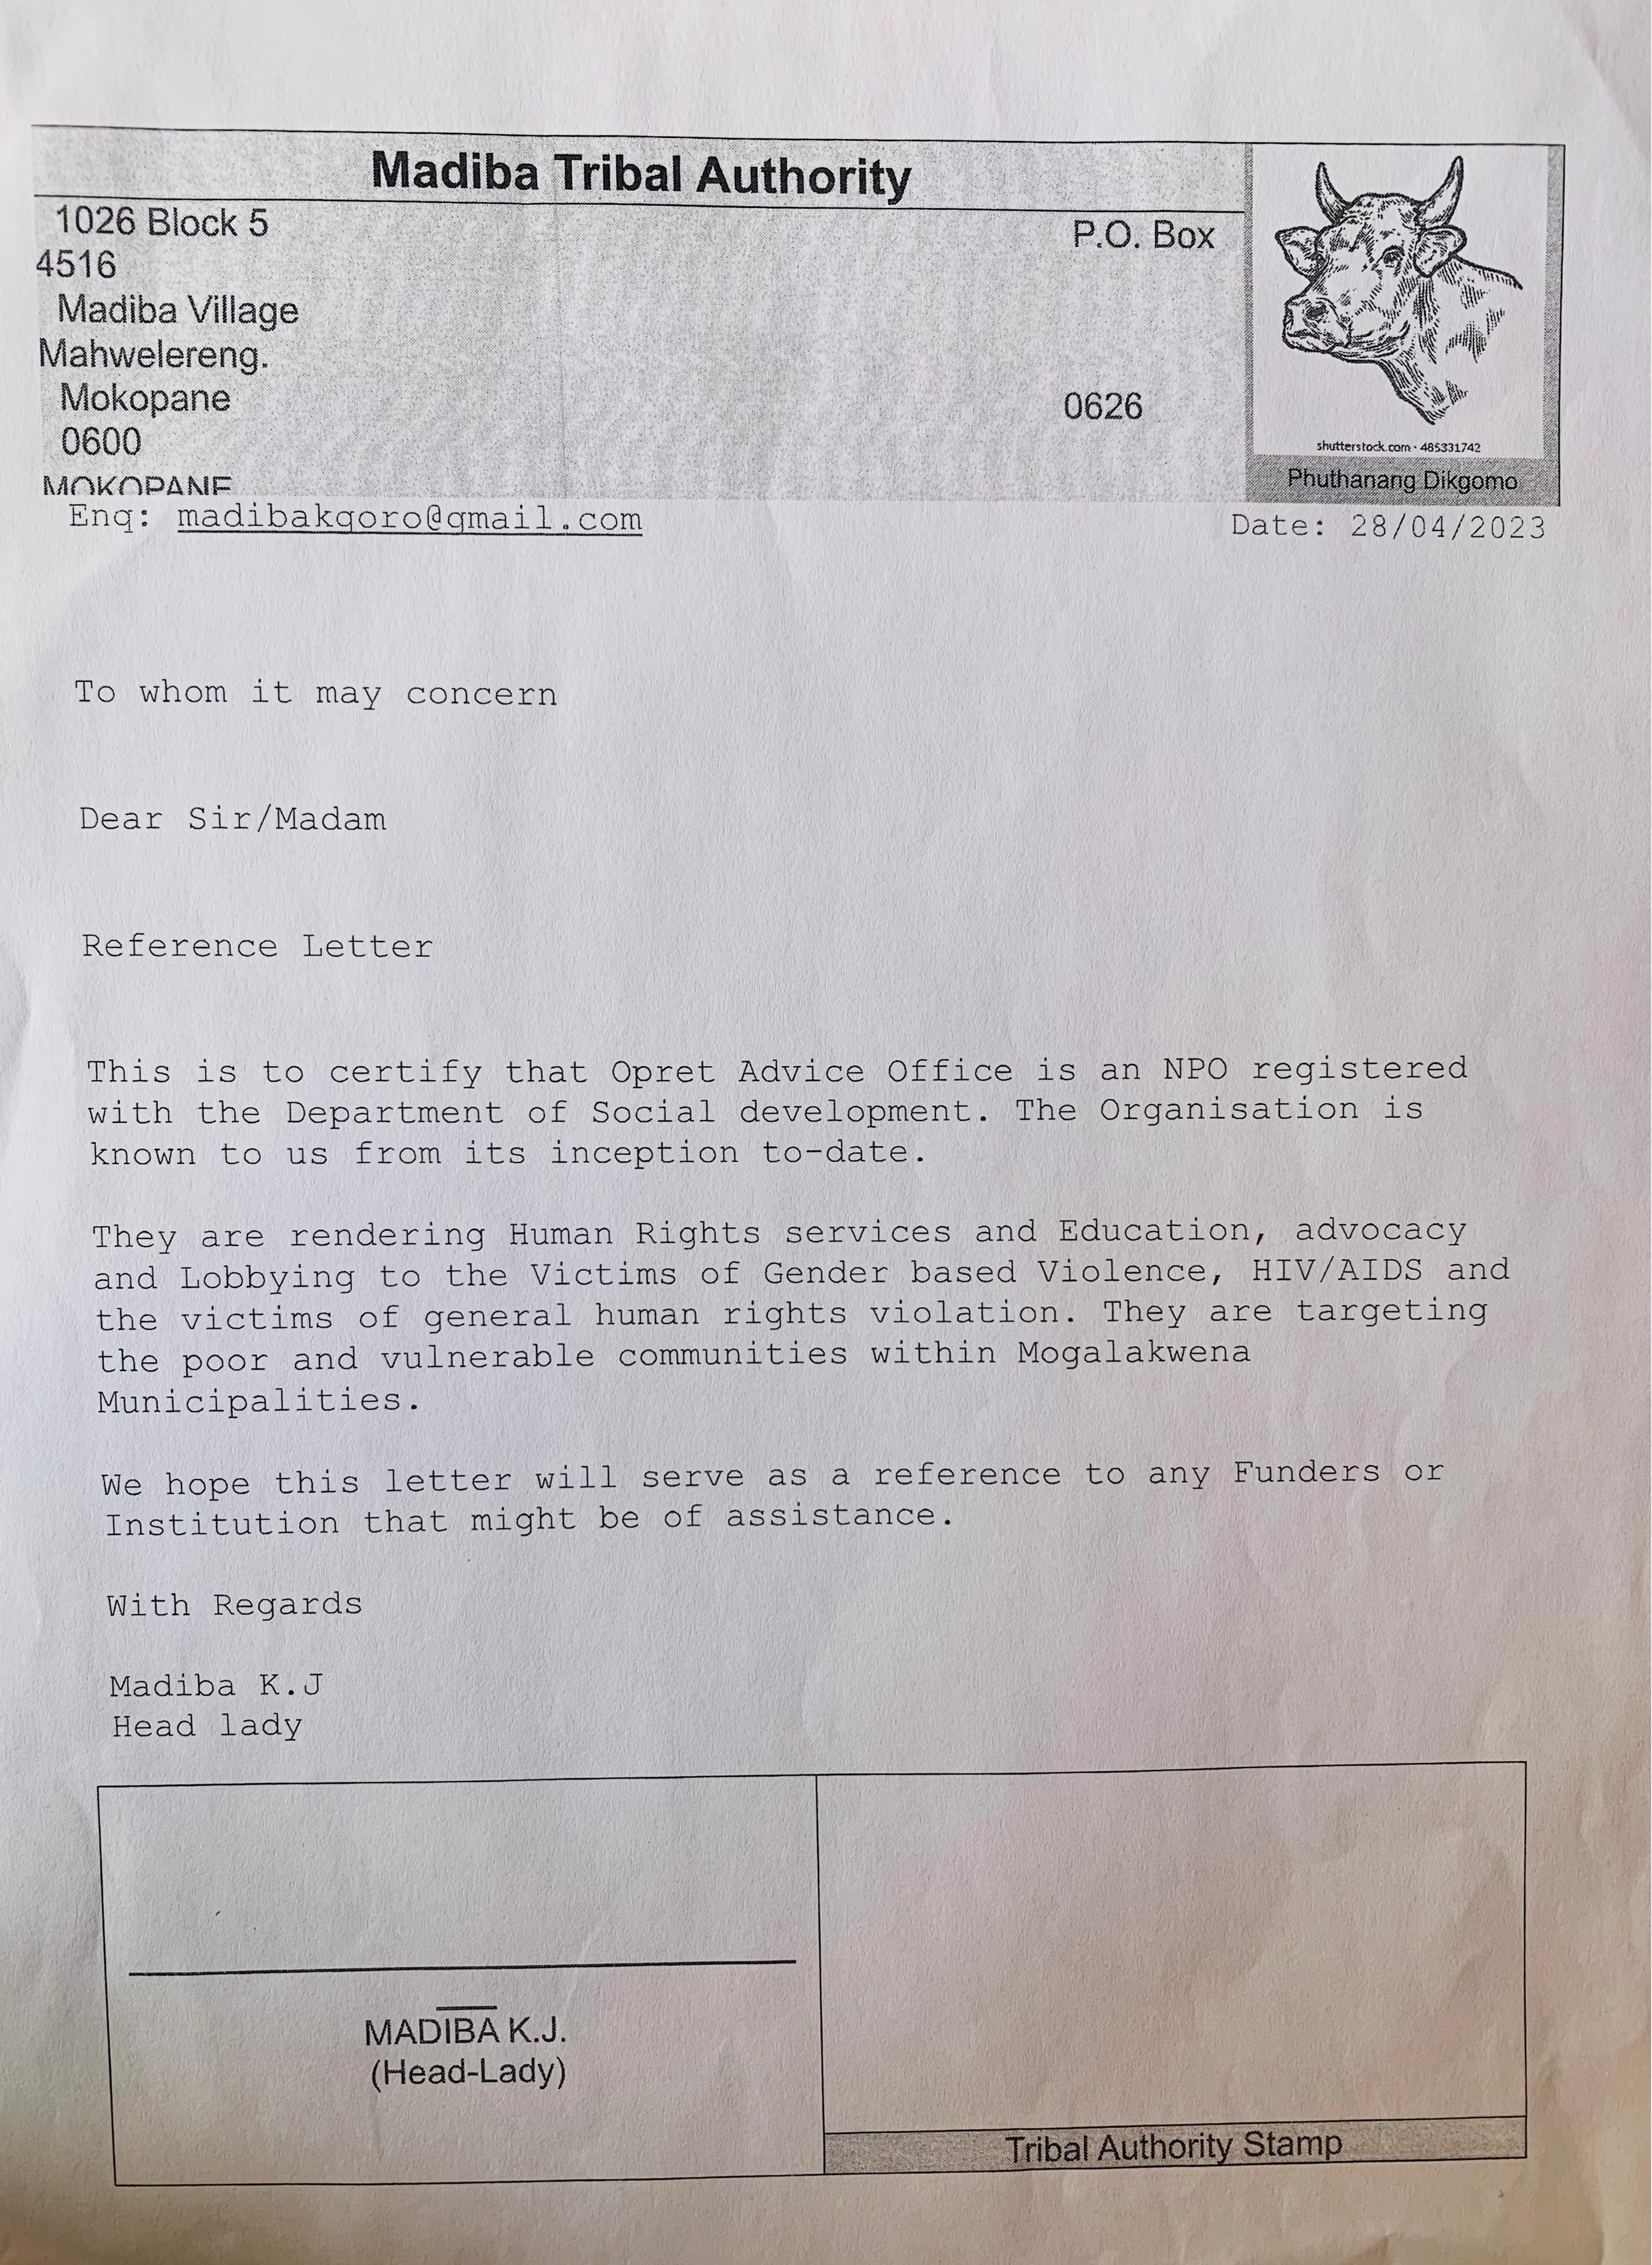 Madiba Tribal Authority
1026 Block 5 P.O. Box
4516
Madiba Village
Mahwelereng.
Mokopane 0626
0600
MOKOPANE
shutterstock.com · 485331742
Phuthanang Dikgomo
Enq: madibakgoro@gmail.com Date: 28/04/2023
To whom it may concern
Dear Sir/Madam
Reference Letter
This is to certify that Opret Advice Office is an NPO registered
with the Department of Social development. The Organisation is
known to us from its inception to-date.
They are rendering Human Rights services and Education, advocacy
and Lobbying to the Victims of Gender based Violence, HIV/AIDS and
the victims of general human rights violation. They are targeting
the poor and vulnerable communities within Mogalakwena
Municipalities.
We hope this letter will serve as a reference to any Funders or
Institution that might be of assistance.
With Regards
Madiba K.J
Head lady
MADIBA K.J.
(Head-Lady)
Tribal Authority Stamp